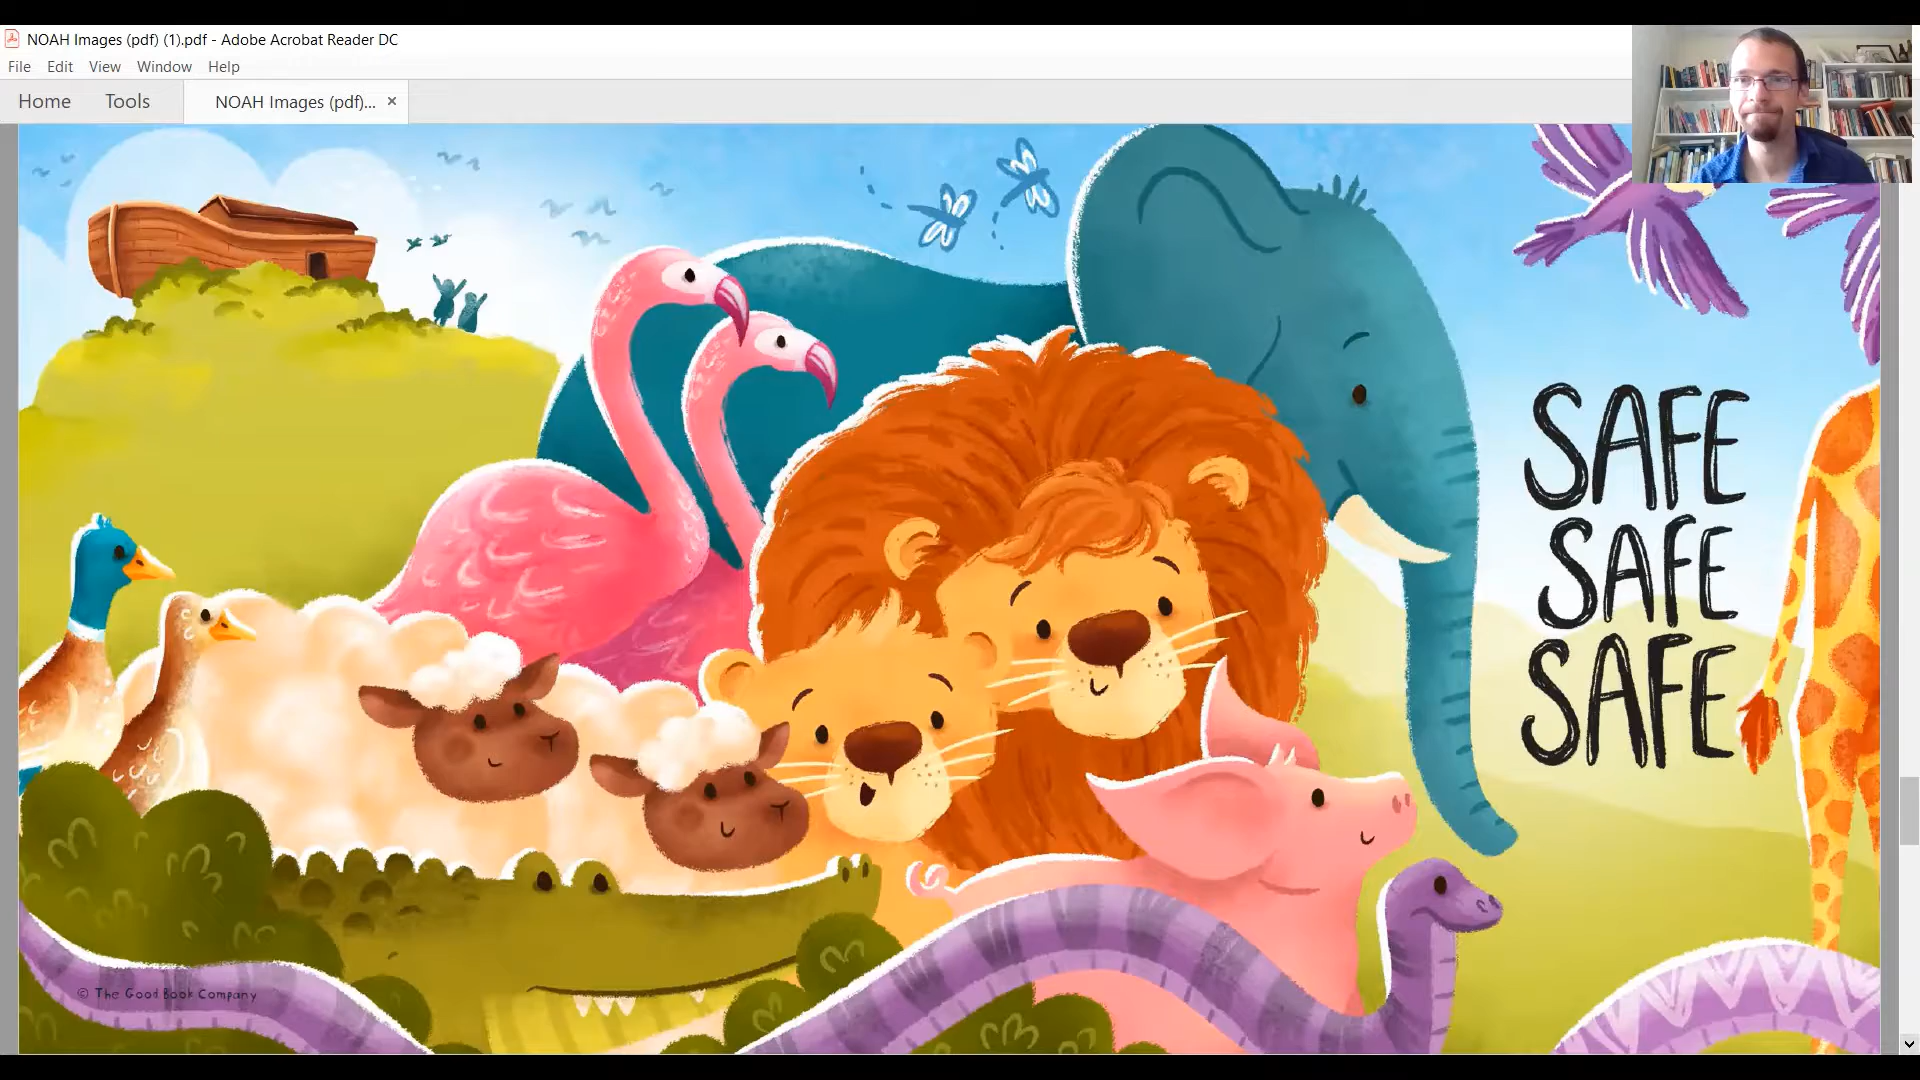 NOAH Images (pdf) (1).pdf - Adobe Acrobat Reader DC
File Edit View Window Help
Home Tools NOAH Images (pdf)... ×
SAFE
SAFE
SAFE
© The Good Book Company